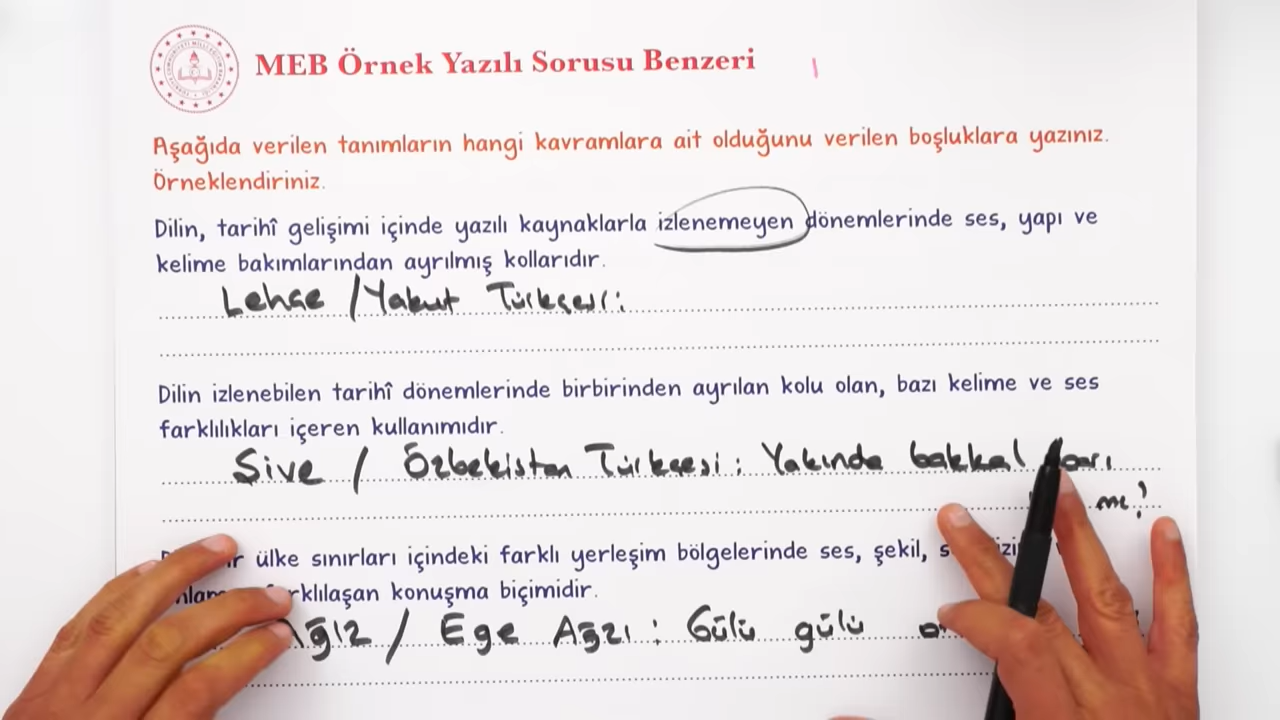 MEB Örnek Yazılı Sorusu Benzeri
Aşağıda verilen tanımların hangi kavramlara ait olduğunu verilen boşluklara yazınız.
Örneklendiriniz.
Dilin, tarihî gelişimi içinde yazılı kaynaklarla izlenemeyen dönemlerinde ses, yapı ve
kelime bakımlarından ayrılmış kollarıdır.
Lehçe / Yakut Türkçesi:
Dilin izlenebilen tarihî dönemlerinde birbirinden ayrılan kolu olan, bazı kelime ve ses
farklılıkları içeren kullanımıdır.
Şive / Özbekistan Türkçesi: Yakında bakkal
me?
ülke sınırları içindeki farklı yerleşim bölgelerinde ses, şekil,
konuşma biçimidir.
Ağız / Ege Ağzı: Gülü gülü